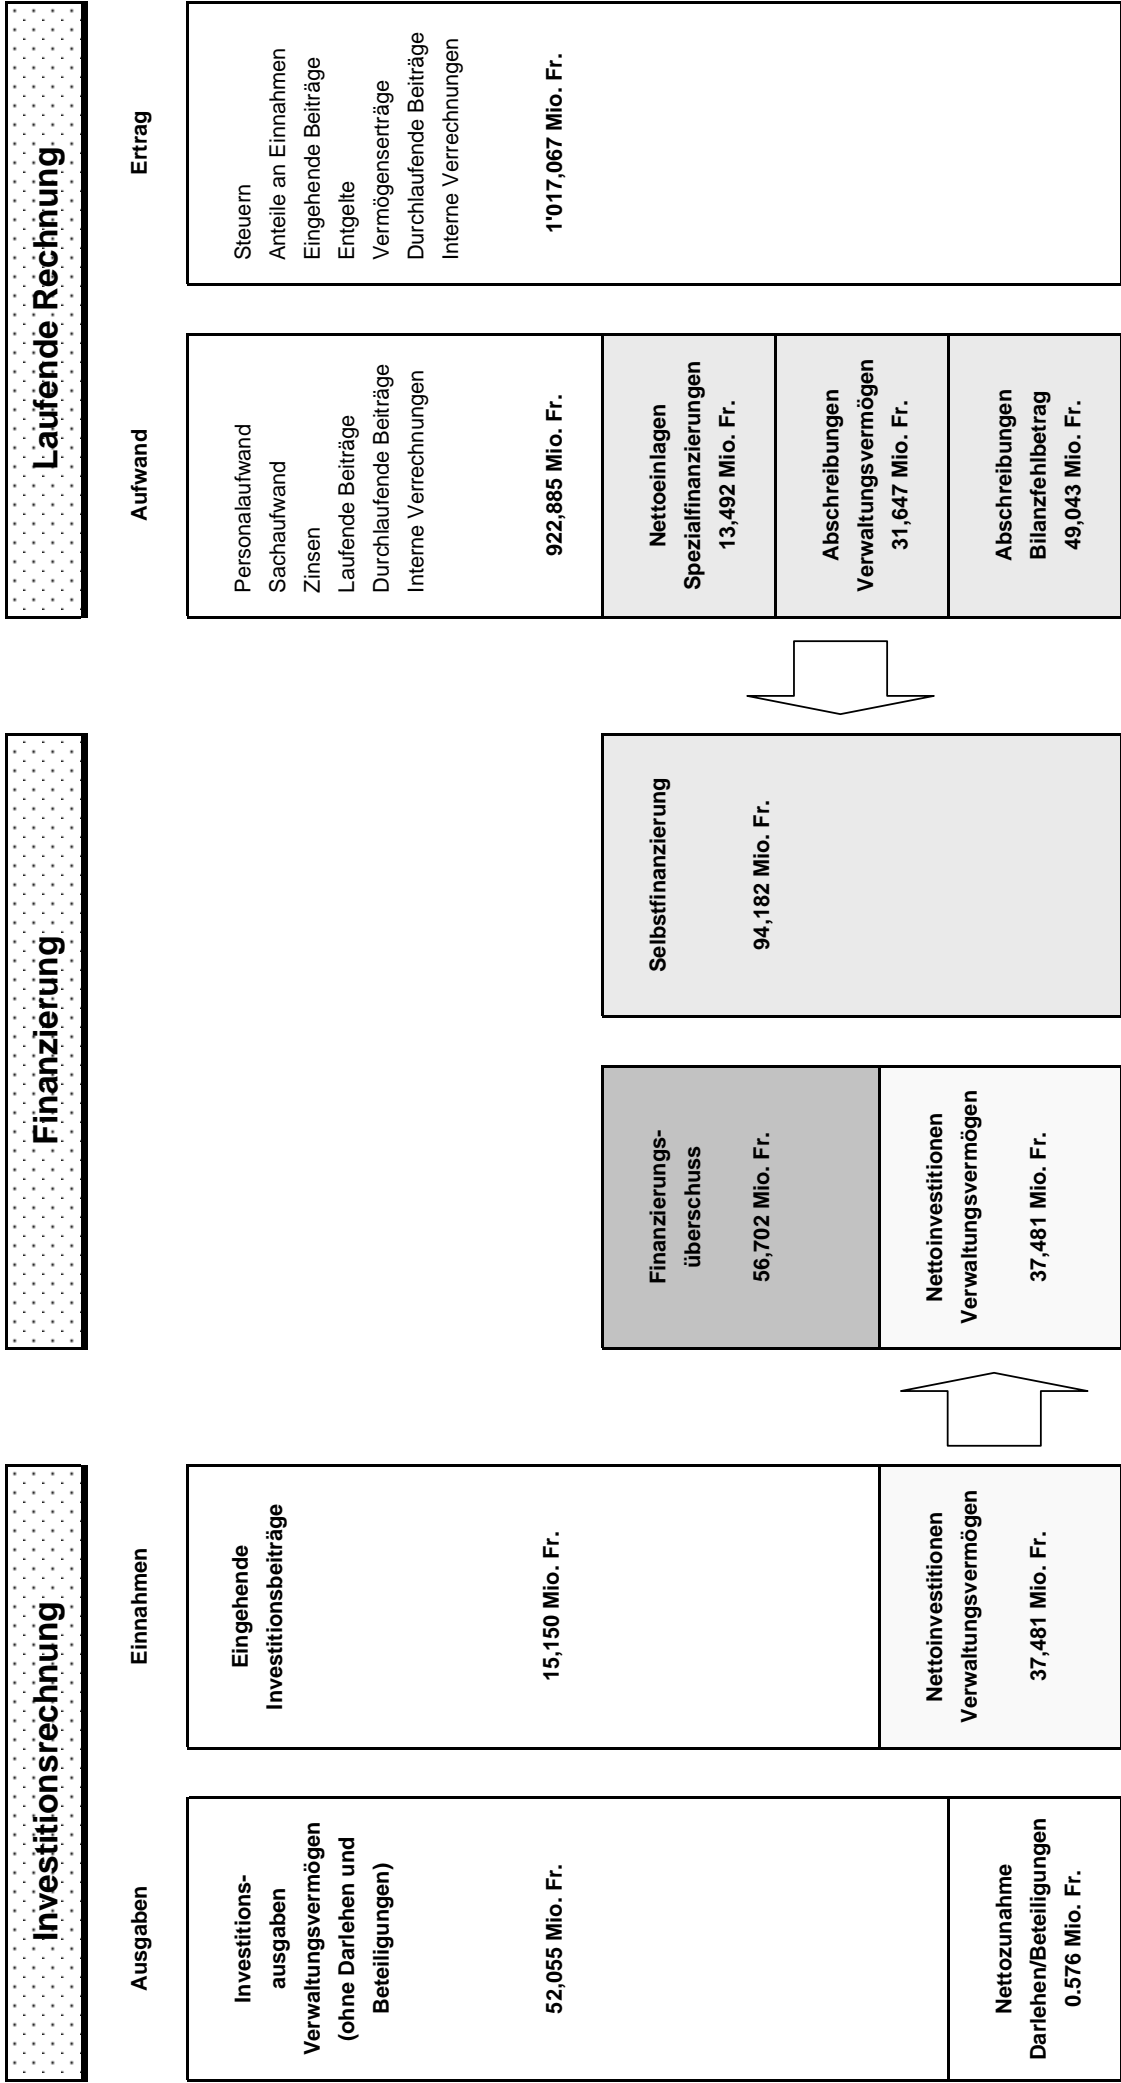 Investitionsrechnung
Ausgaben
Einnahmen
Investitions-
ausgaben
Verwaltungsvermögen
(ohne Darlehen und
Beteiligungen)
52,055 Mio. Fr.
Nettozunahme
Darlehen/Beteiligungen
0.576 Mio. Fr.
Eingehende
Investitionsbeiträge
15,150 Mio. Fr.
Nettoinvestitionen
Verwaltungsvermögen
37,481 Mio. Fr.
Finanzierung
Finanzierungs-
überschuss
56,702 Mio. Fr.
Nettoinvestitionen
Verwaltungsvermögen
37,481 Mio. Fr.
Selbstfinanzierung
94,182 Mio. Fr.
Laufende Rechnung
Aufwand
Ertrag
Personalaufwand
Sachaufwand
Zinsen
Laufende Beiträge
Durchlaufende Beiträge
Interne Verrechnungen
922,885 Mio. Fr.
Nettoeinlagen
Spezialfinanzierungen
13,492 Mio. Fr.
Abschreibungen
Verwaltungsvermögen
31,647 Mio. Fr.
Abschreibungen
Bilanzfehlbetrag
49,043 Mio. Fr.
Steuern
Anteile an Einnahmen
Eingehende Beiträge
Entgelte
Vermögenserträge
Durchlaufende Beiträge
Interne Verrechnungen
1'017,067 Mio. Fr.